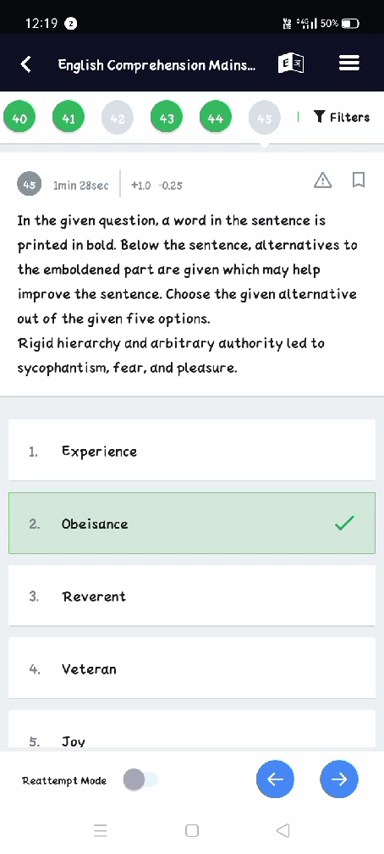 12:19 2 50%
English Comprehension Mains...
40 41 42 43 44 45 Filters
45 1min 28sec +1.0 -0.25
In the given question, a word in the sentence is
printed in bold. Below the sentence, alternatives to
the emboldened part are given which may help
improve the sentence. Choose the given alternative
out of the given five options.
Rigid hierarchy and arbitrary authority led to
sycophantism, fear, and pleasure.
1. Experience
2. Obeisance
3. Reverent
4. Veteran
5. Joy
Reattempt Mode